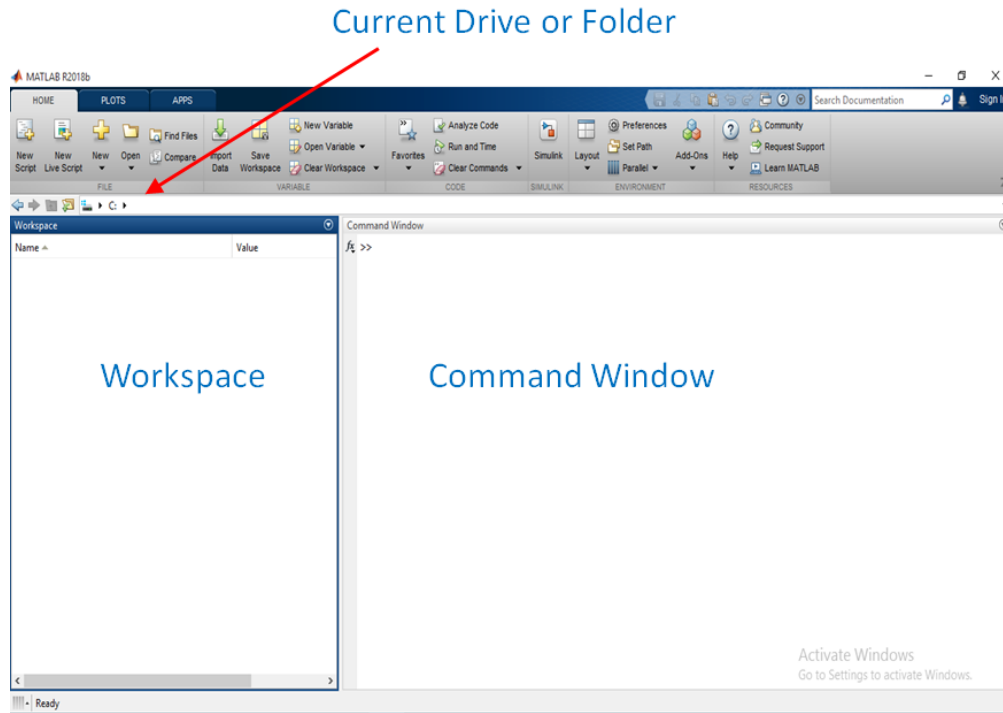 Current Drive or Folder
MATLAB R2018b
HOME PLOTS APPS Search Documentation Sign In
New Script
New Live Script
New
Open
Find Files
Compare
FILE
Import Data
Save Workspace
New Variable
Open Variable
Clear Workspace
VARIABLE
Favorites
Analyze Code
Run and Time
Clear Commands
CODE
Simulink
SIMULINK
Layout
Preferences
Set Path
Parallel
Add-Ons
ENVIRONMENT
Help
Community
Request Support
Learn MATLAB
RESOURCES
C:
Workspace
Name Value
Command Window
fx >>
Workspace
Command Window
Activate Windows
Go to Settings to activate Windows.
Ready